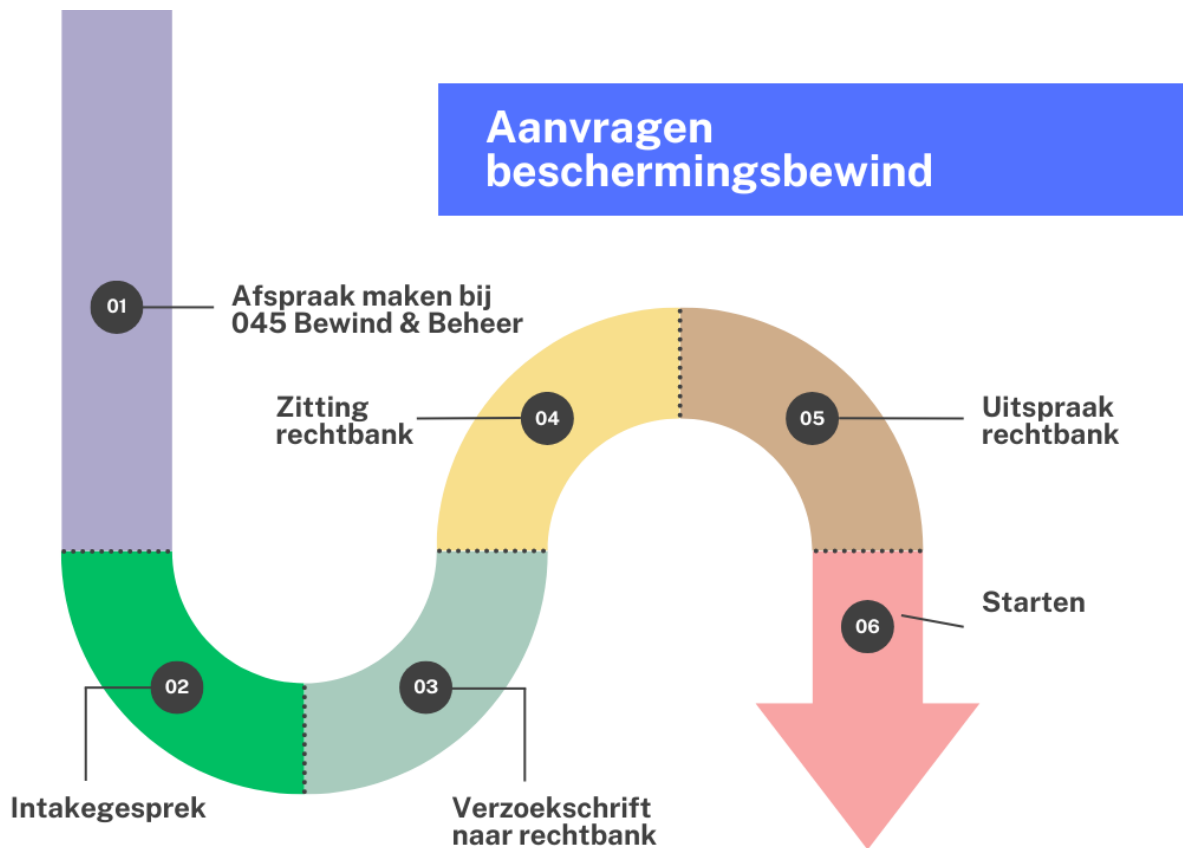 Aanvragen
beschermingsbewind
01
Afspraak maken bij
045 Bewind & Beheer
02
Intakegesprek
03
Verzoekschrift
naar rechtbank
04
Zitting
rechtbank
05
Uitspraak
rechtbank
06
Starten